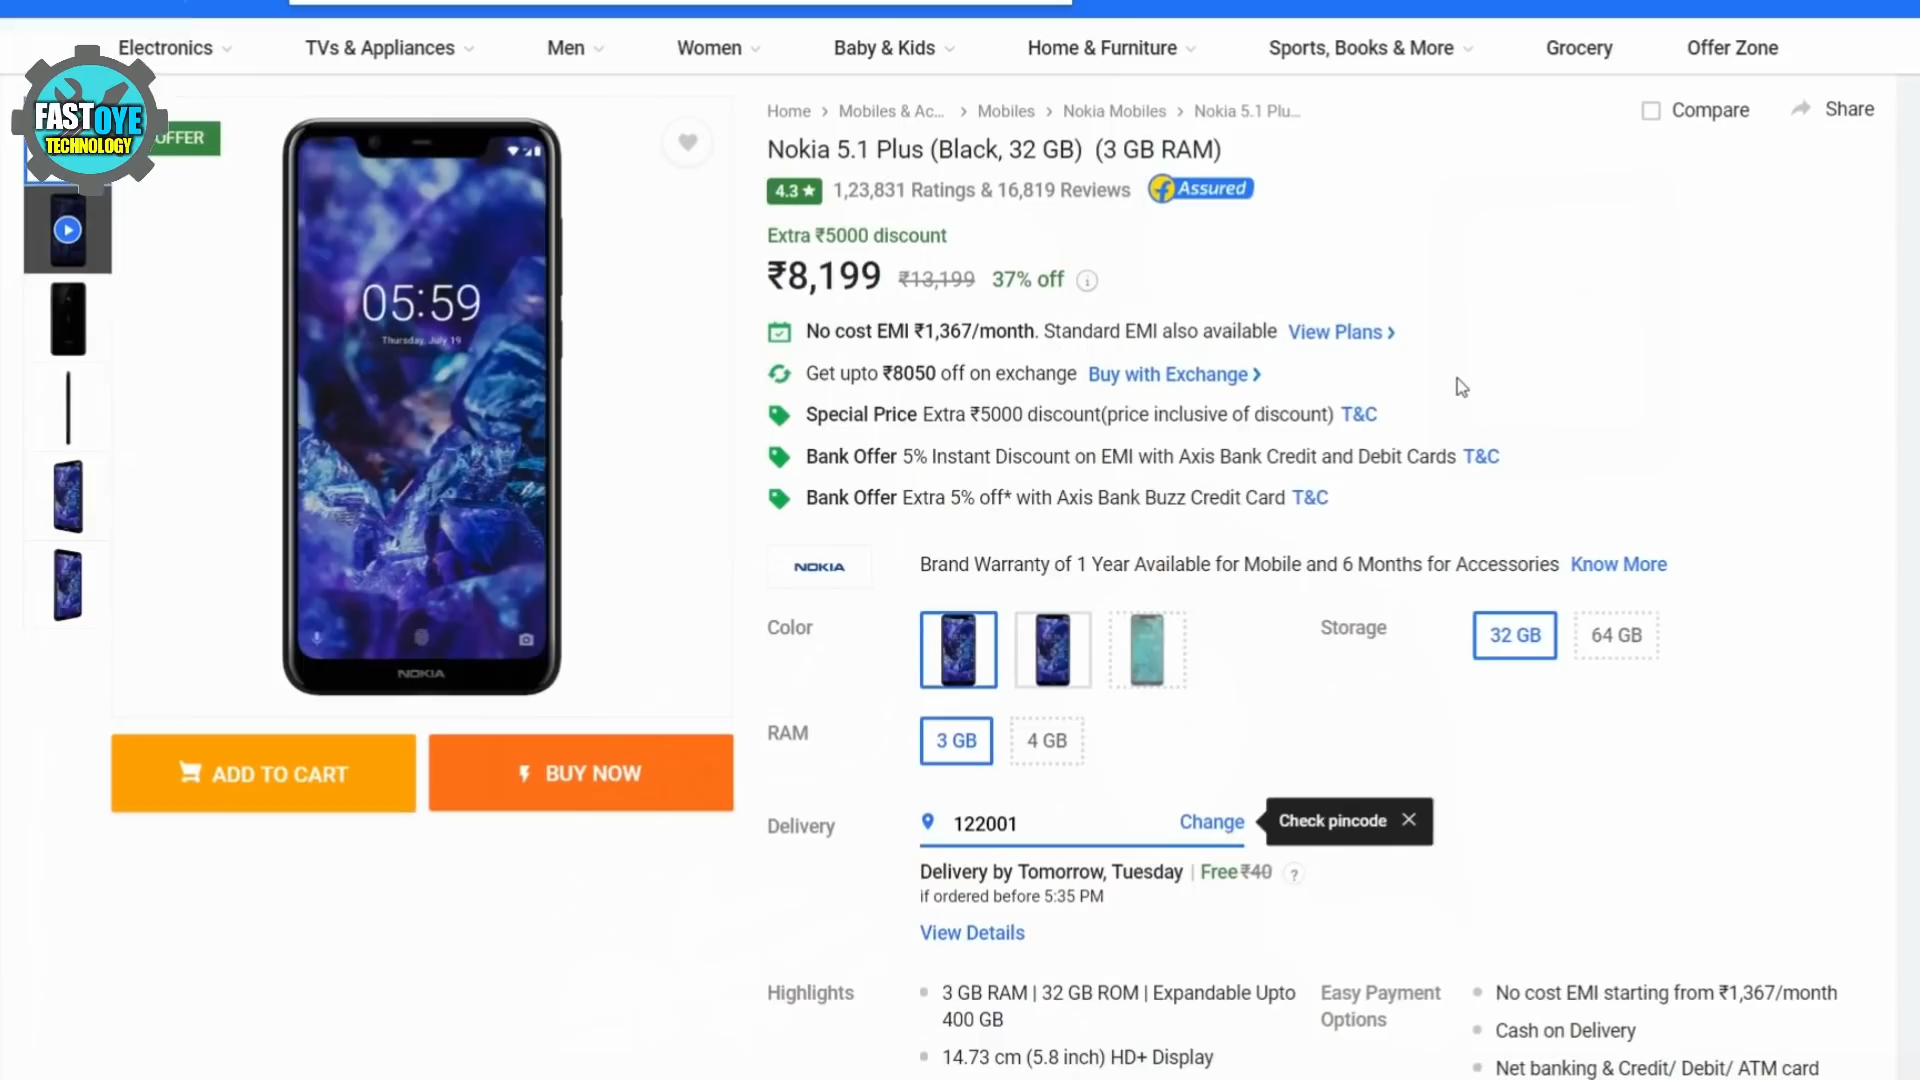 Electronics
TVs & Appliances
Men
Women
Baby & Kids
Home & Furniture
Sports, Books & More
Grocery
Offer Zone
FAST OYE
TECHNOLOGY
OFFER
Home > Mobiles & Ac... > Mobiles > Nokia Mobiles > Nokia 5.1 Plu...
Compare
Share
Nokia 5.1 Plus (Black, 32 GB) (3 GB RAM)
4.3★ 1,23,831 Ratings & 16,819 Reviews
Assured
Extra ₹5000 discount
₹8,199 ₹13,199 37% off
No cost EMI ₹1,367/month. Standard EMI also available View Plans >
Get upto ₹8050 off on exchange Buy with Exchange >
Special Price Extra ₹5000 discount(price inclusive of discount) T&C
Bank Offer 5% Instant Discount on EMI with Axis Bank Credit and Debit Cards T&C
Bank Offer Extra 5% off* with Axis Bank Buzz Credit Card T&C
05:59
Thursday, July 19
NOKIA
ADD TO CART
BUY NOW
NOKIA
Brand Warranty of 1 Year Available for Mobile and 6 Months for Accessories Know More
Color
Storage
32 GB
64 GB
RAM
3 GB
4 GB
Delivery
122001
Change
Check pincode
Delivery by Tomorrow, Tuesday | Free ₹40 ?
if ordered before 5:35 PM
View Details
Highlights
3 GB RAM | 32 GB ROM | Expandable Upto
400 GB
14.73 cm (5.8 inch) HD+ Display
Easy Payment
Options
No cost EMI starting from ₹1,367/month
Cash on Delivery
Net banking & Credit/ Debit/ ATM card